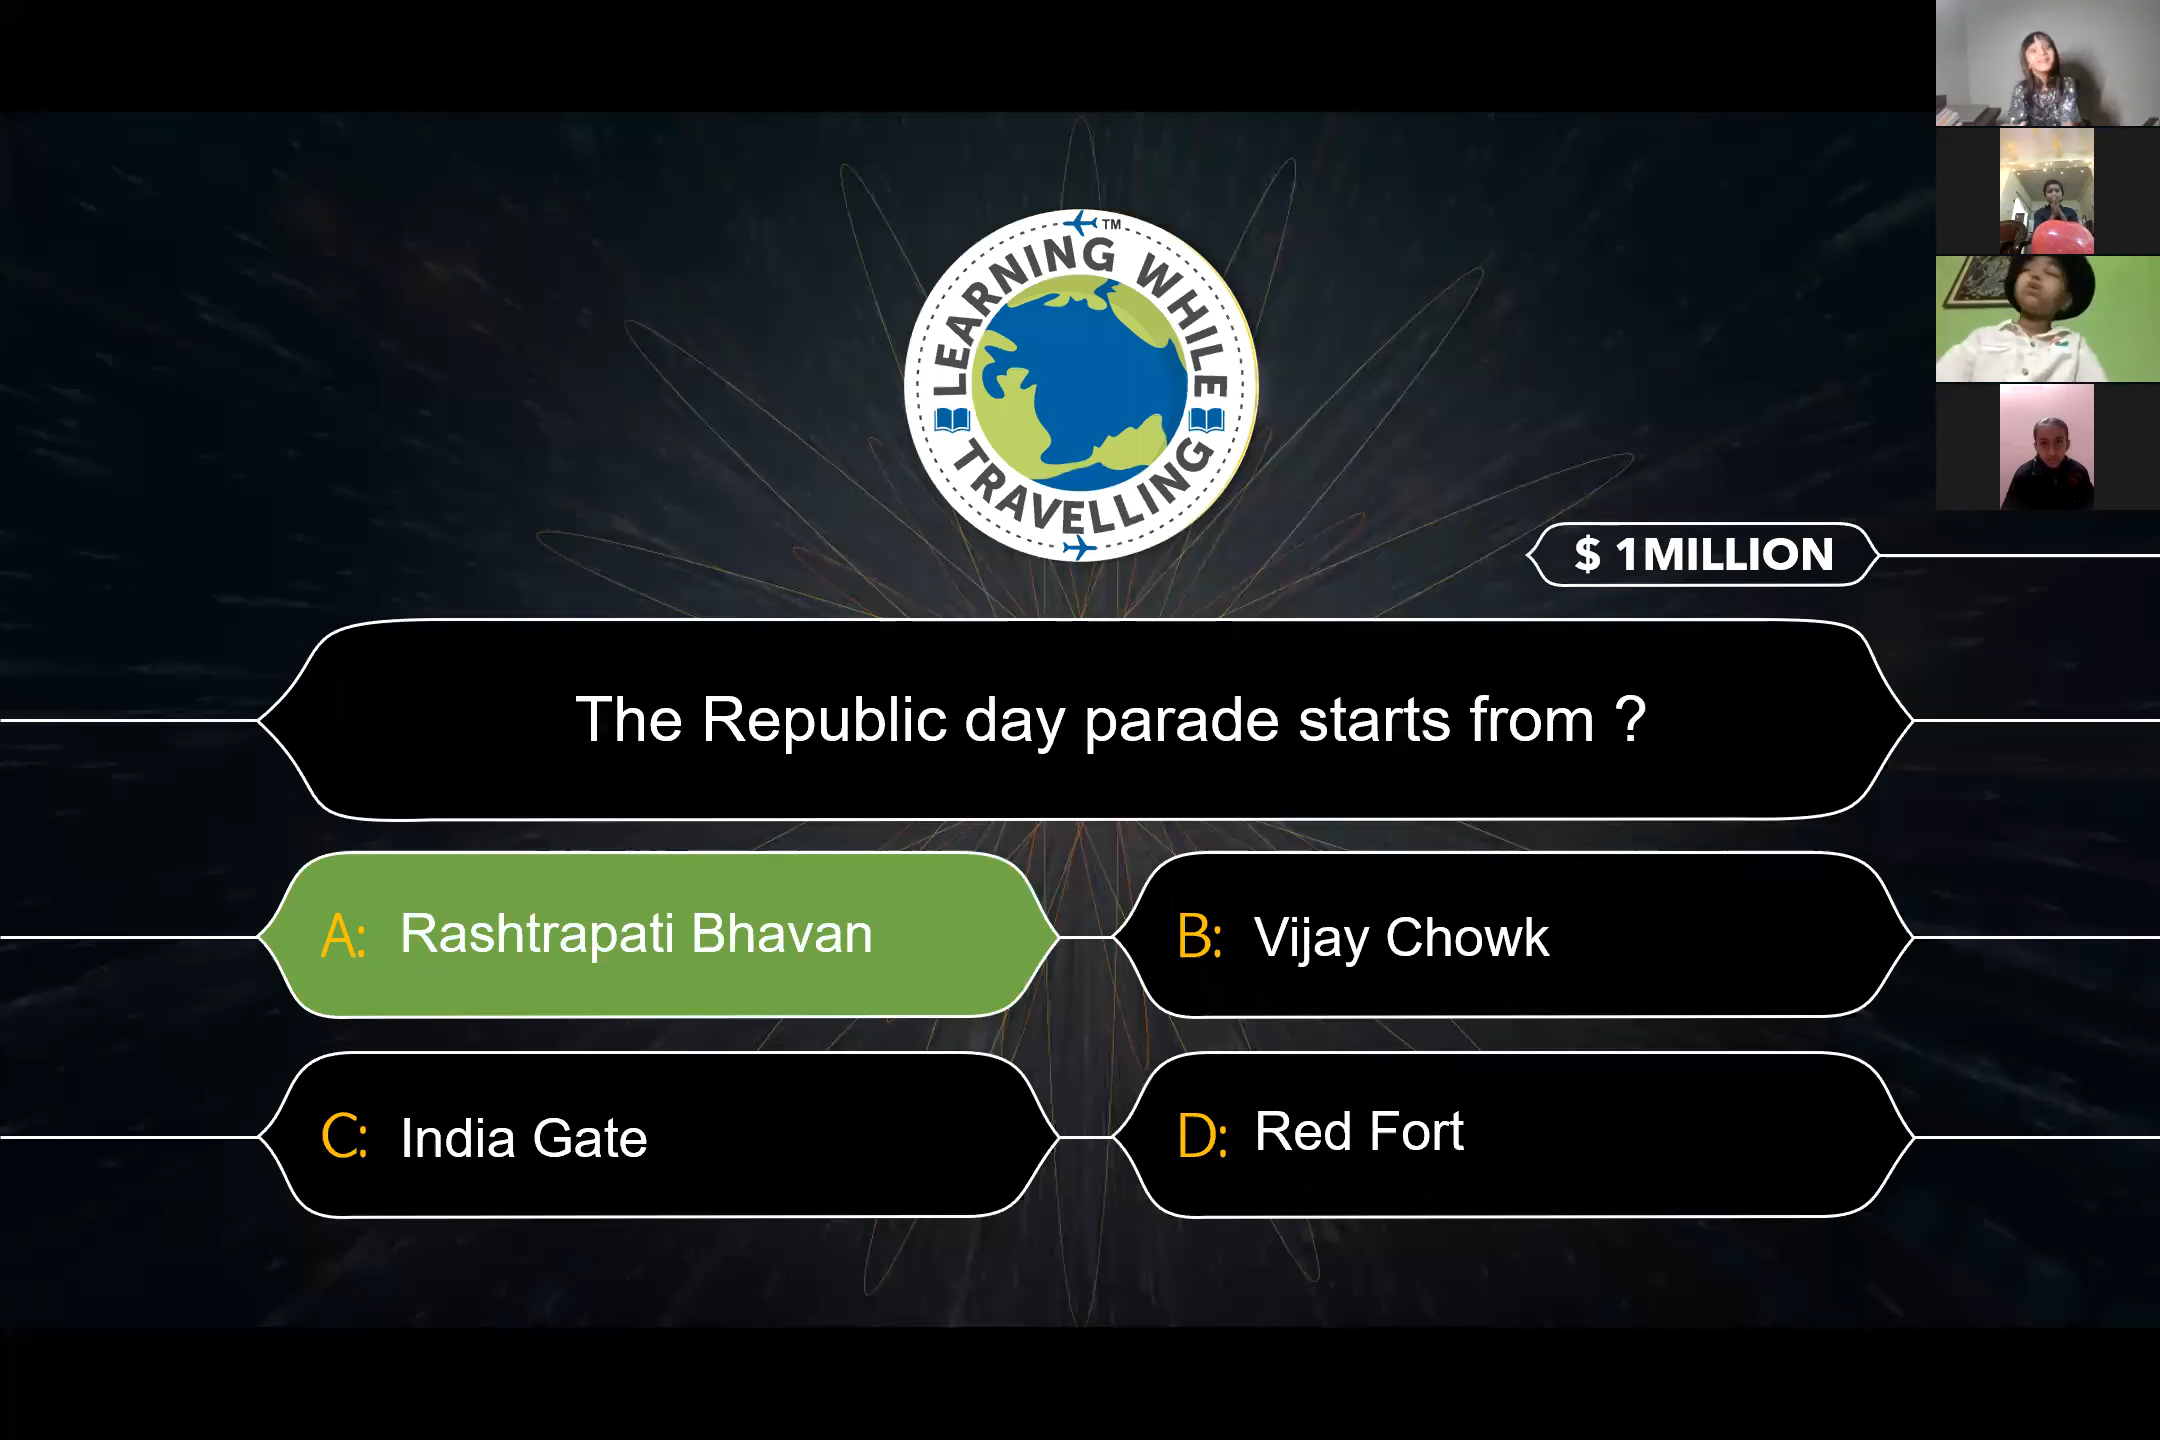 LEARNING WHILE
TM
TRAVELLING
$ 1MILLION
The Republic day parade starts from ?
A: Rashtrapati Bhavan
B: Vijay Chowk
C: India Gate
D: Red Fort